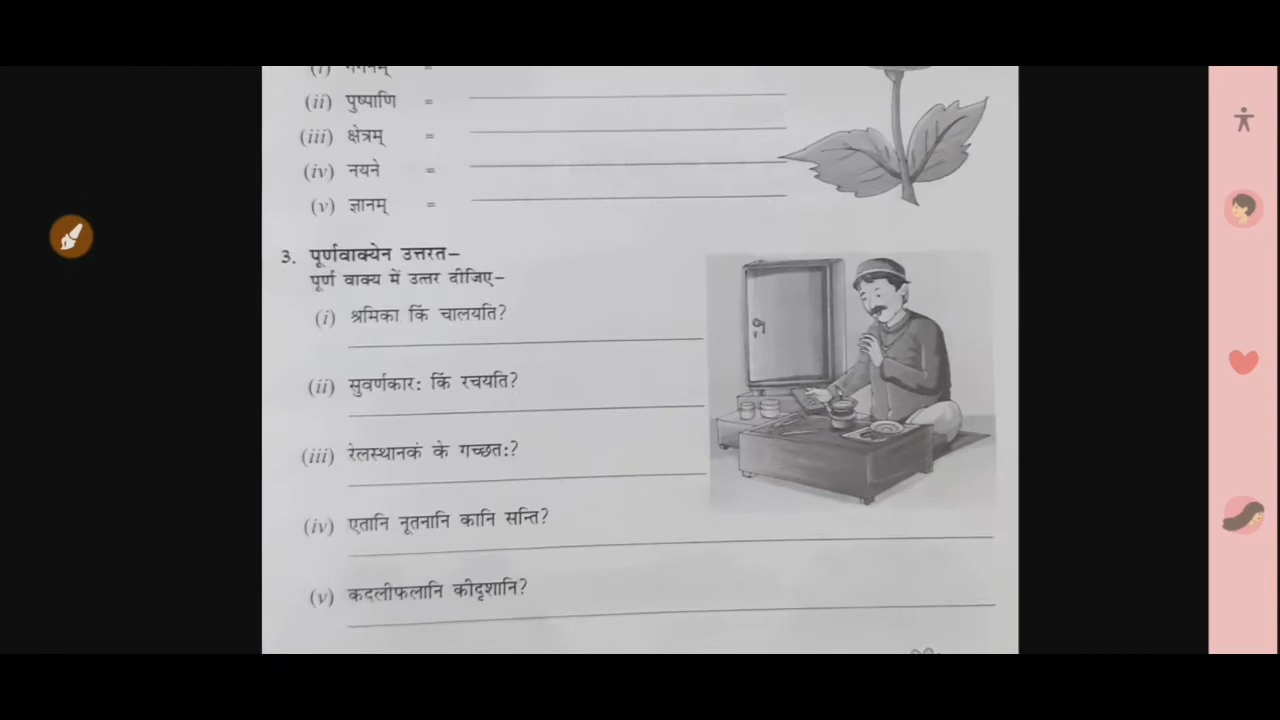 (ii) पुष्पाणि =
(iii) क्षेत्रम् =
(iv) नयने =
(v) ज्ञानम् =
3. पूर्णवाक्येन उत्तरत–
पूर्ण वाक्य में उत्तर दीजिए–
(i) श्रमिका किं चालयति?
(ii) सुवर्णकारः किं रचयति?
(iii) रेलस्थानकं के गच्छतः?
(iv) एतानि नूतनानि कानि सन्ति?
(v) कदलीफलानि कीदृशानि?